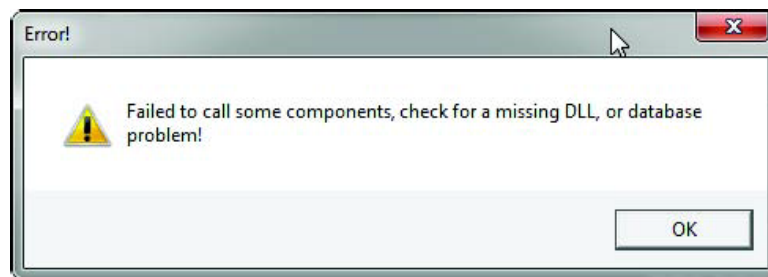 Error!
Failed to call some components, check for a missing DLL, or database
problem!
OK